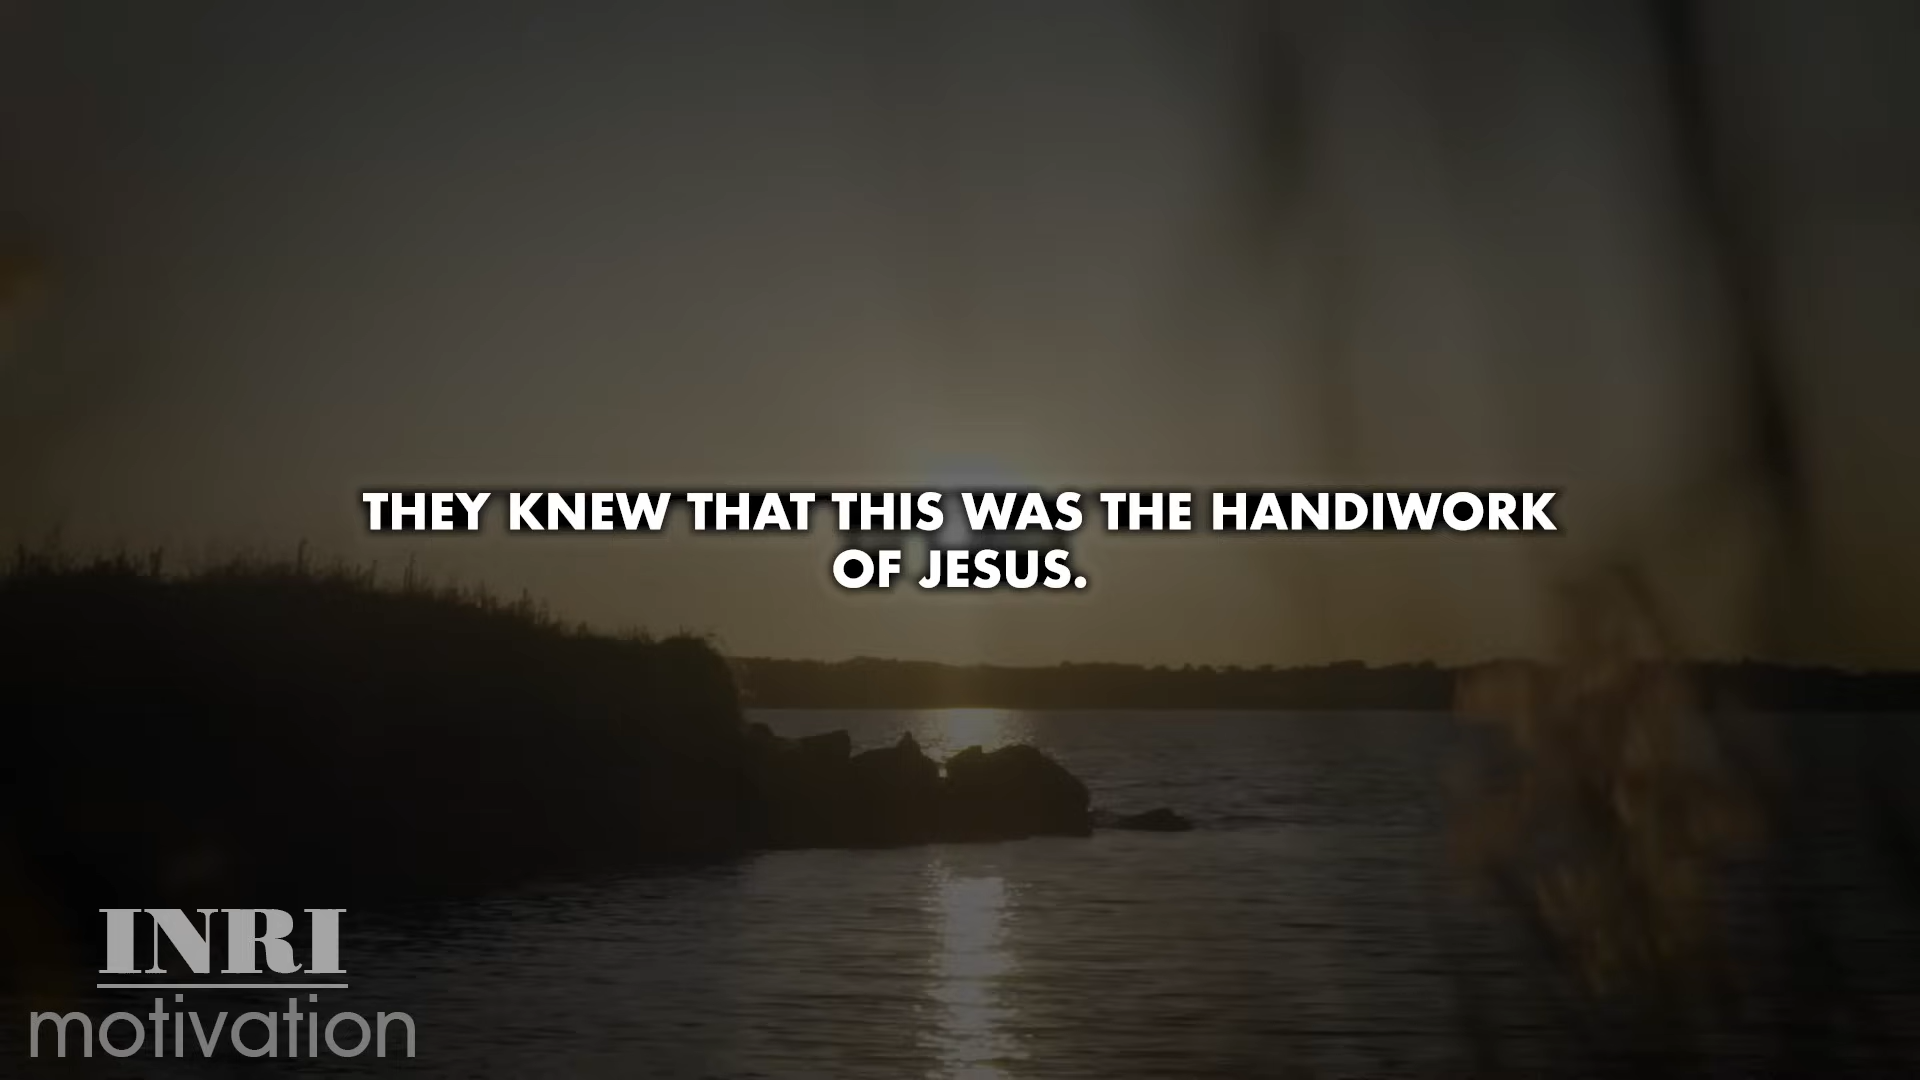 THEY KNEW THAT THIS WAS THE HANDIWORK
OF JESUS.
INRI
motivation